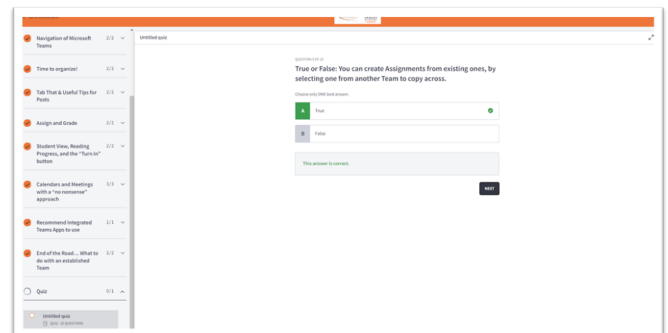 Navigation of Microsoft 2/2
Teams
Time to organize! 2/2
Tab That & Useful Tips for 2/2
Posts
Assign and Grade 2/2
Student View, Reading 2/2
Progress, and the "Turn In"
button
Calendars and Meetings 3/3
with a "no nonsense"
approach
Recommend Integrated 1/1
Teams Apps to use
End of the Road... What to 2/2
do with an established
Team
Quiz 0/1
Untitled quiz
Untitled quiz
True or False: You can create Assignments from existing ones, by
selecting one from another Team to copy across.
Choose only ONE best answer.
A True
B False
This answer is correct.
NEXT